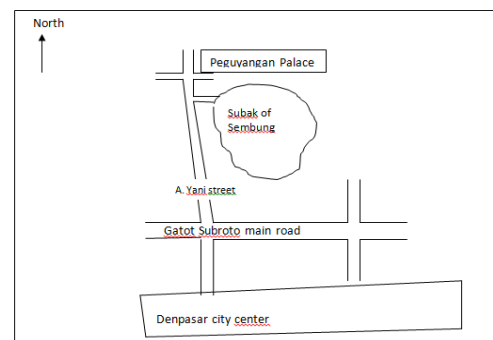 North
Peguyangan Palace
Subak of
Sembung
A. Yani street
Gatot Subroto main road
Denpasar city center